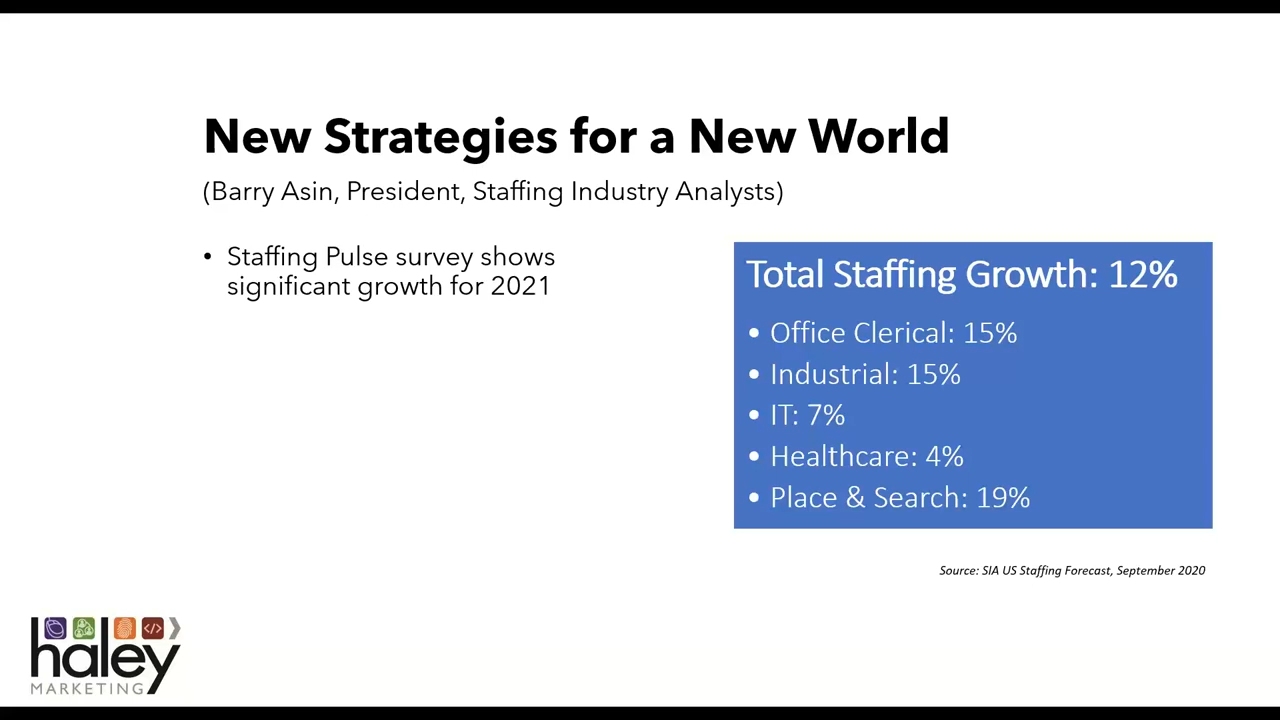 New Strategies for a New World
(Barry Asin, President, Staffing Industry Analysts)
• Staffing Pulse survey shows
significant growth for 2021
Total Staffing Growth: 12%
• Office Clerical: 15%
• Industrial: 15%
• IT: 7%
• Healthcare: 4%
• Place & Search: 19%
Source: SIA US Staffing Forecast, September 2020
</>
haley
MARKETING